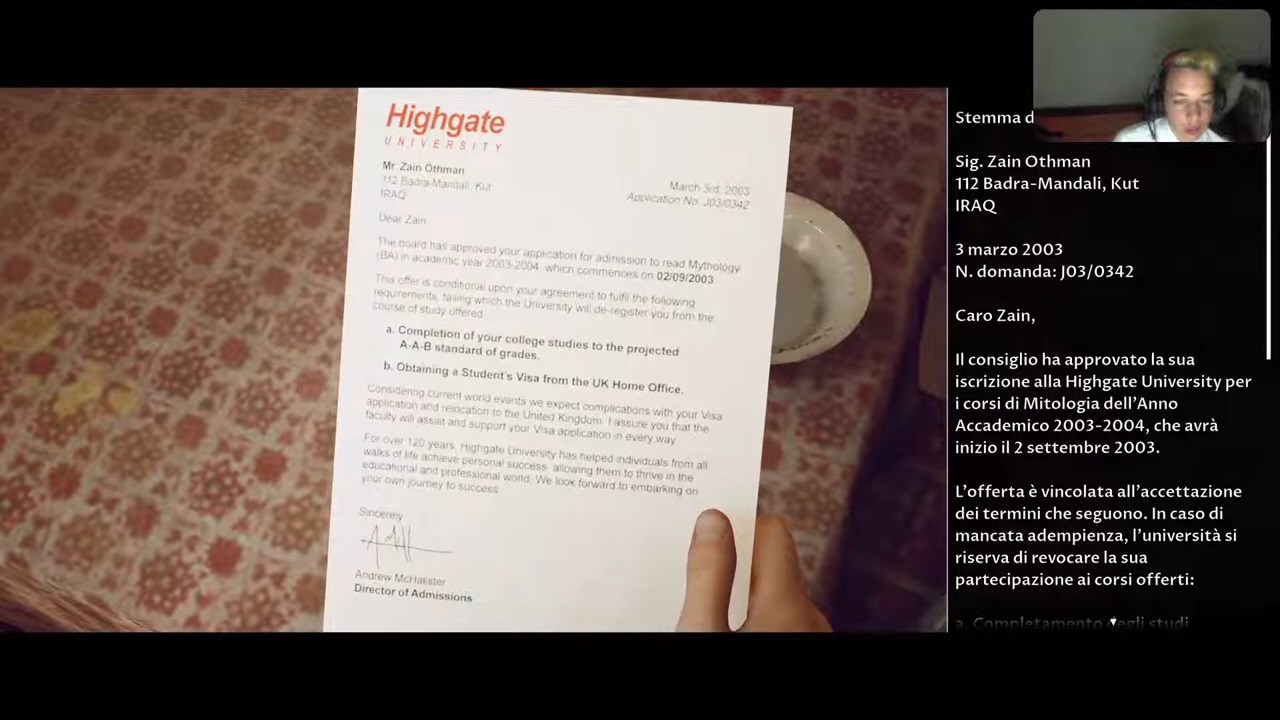 Highgate
UNIVERSITY
Mr Zain Othman
112 Badra-Mandali, Kut
IRAQ
March 3rd, 2003
Application No. J03/0342
Dear Zain,
The board has approved your application for admission to read Mythology
(BA) in academic year 2003-2004, which commences on 02/09/2003.
This offer is conditional upon your agreement to fulfil the following
requirements, failing which the University will de-register you from the
course of study offered.
a. Completion of your college studies to the projected
A-A-B standard of grades.
b. Obtaining a Student's Visa from the UK Home Office.
Considering current world events we expect complications with your Visa
application and relocation to the United Kingdom. I assure you that the
faculty will assist and support your Visa application in every way
For over 120 years, Highgate University has helped individuals from all
walks of life achieve personal success, allowing them to thrive in the
educational and professional world. We look forward to embarking on
your own journey to success
Sincerely
Andrew
Director of Admissions
Stemma d
Sig. Zain Othman
112 Badra-Mandali, Kut
IRAQ
3 marzo 2003
N. domanda: J03/0342
Caro Zain,
Il consiglio ha approvato la sua
iscrizione alla Highgate University per
i corsi di Mitologia dell'Anno
Accademico 2003-2004, che avrà
inizio il 2 settembre 2003.
L'offerta è vincolata all'accettazione
dei termini che seguono. In caso di
mancata adempienza, l'università si
riserva di revocare la sua
partecipazione ai corsi offerti:
a. Completamento degli studi